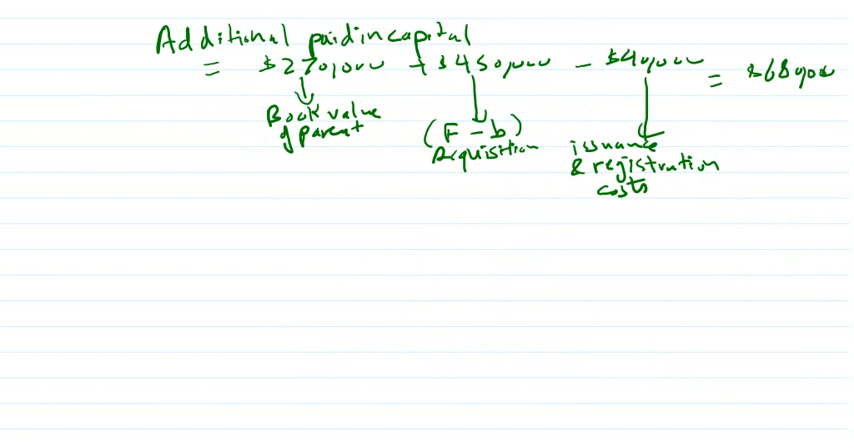 Additional paid in capital
= $270,000 + $450,000 - $40,000 = $680,000
Book value
of parent
(F - b)
Acquisition
issuance
& registration
costs